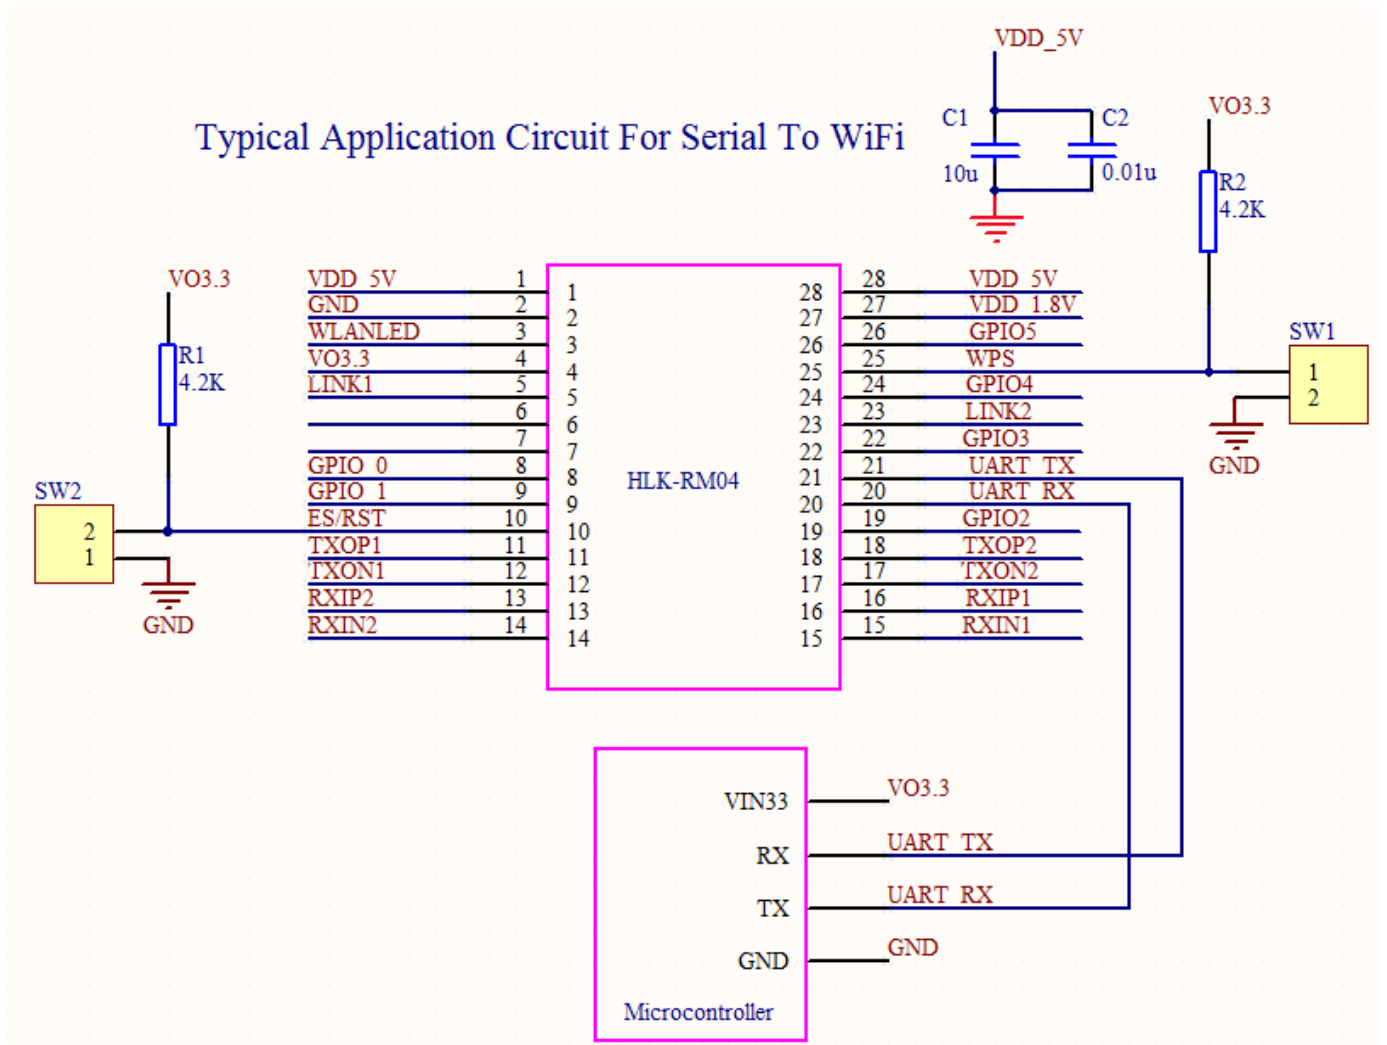 VDD_5V
Typical Application Circuit For Serial To WiFi
C1
10u
C2
0.01u
VO3.3
R2
4.2K
VO3.3
R1
4.2K
VDD_5V 1 1
GND 2 2
WLANLED 3 3
VO3.3 4 4
LINK1 5 5
6 6
7 7
GPIO_0 8 8
GPIO_1 9 9
ES/RST 10 10
TXOP1 11 11
TXON1 12 12
RXIP2 13 13
RXIN2 14 14
HLK-RM04
28 28 VDD_5V
27 27 VDD_1.8V
26 26 GPIO5
25 25 WPS
24 24 GPIO4
23 23 LINK2
22 22 GPIO3
21 21 UART_TX
20 20 UART_RX
19 19 GPIO2
18 18 TXOP2
17 17 TXON2
16 16 RXIP1
15 15 RXIN1
SW1
1
2
GND
SW2
2
1
GND
VIN33 VO3.3
RX UART_TX
TX UART_RX
GND GND
Microcontroller